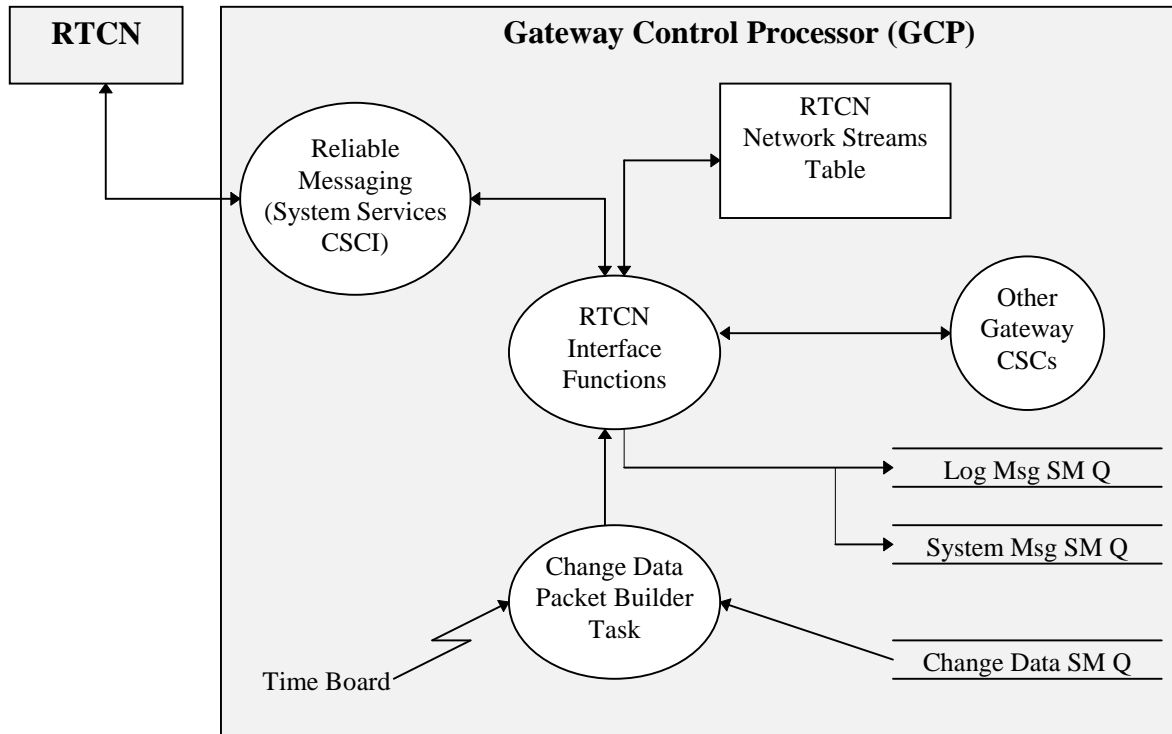 RTCN
Gateway Control Processor (GCP)
Reliable
Messaging
(System Services
CSCI)
RTCN
Network Streams
Table
RTCN
Interface
Functions
Other
Gateway
CSCs
Log Msg SM Q
System Msg SM Q
Change Data
Packet Builder
Task
Change Data SM Q
Time Board